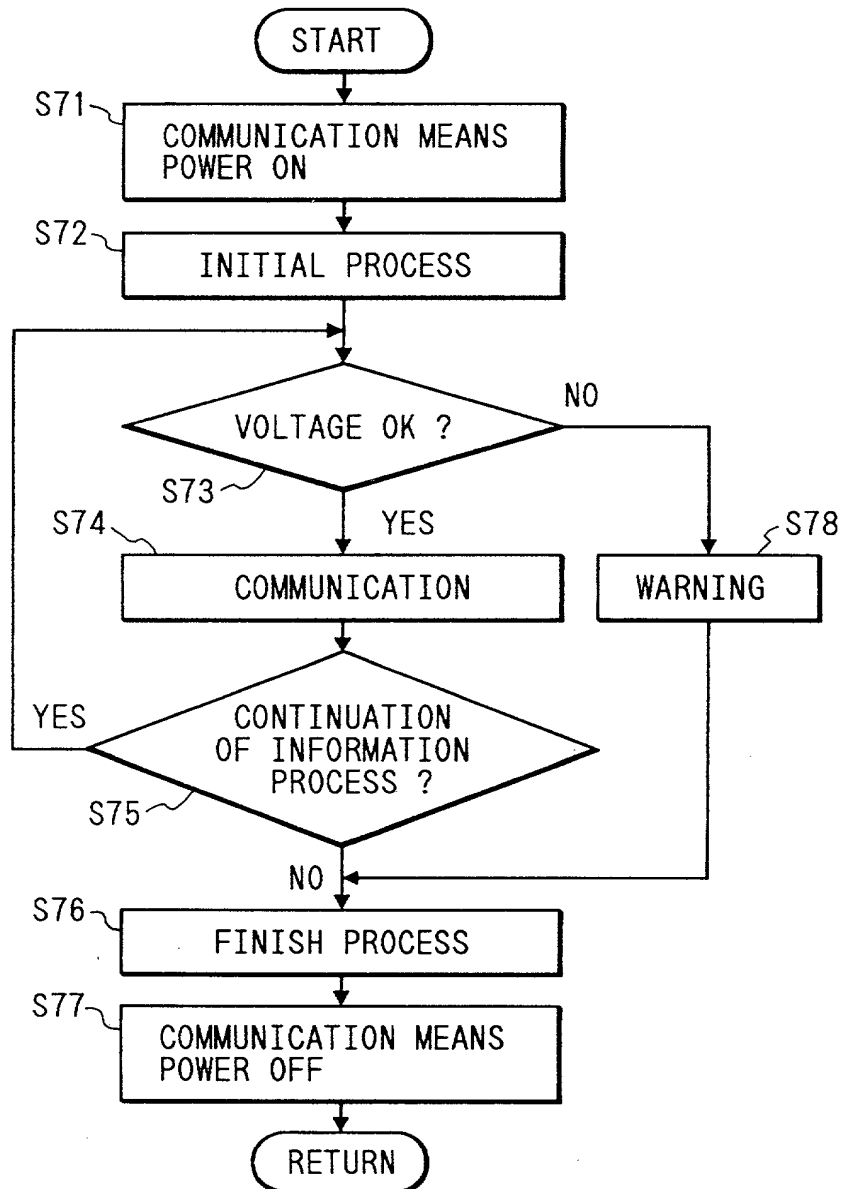 START
S71
COMMUNICATION MEANS
POWER ON
S72
INITIAL PROCESS
VOLTAGE OK ?
NO
S73
YES
S74
COMMUNICATION
S78
WARNING
YES
CONTINUATION
OF INFORMATION
PROCESS ?
S75
NO
S76
FINISH PROCESS
S77
COMMUNICATION MEANS
POWER OFF
RETURN